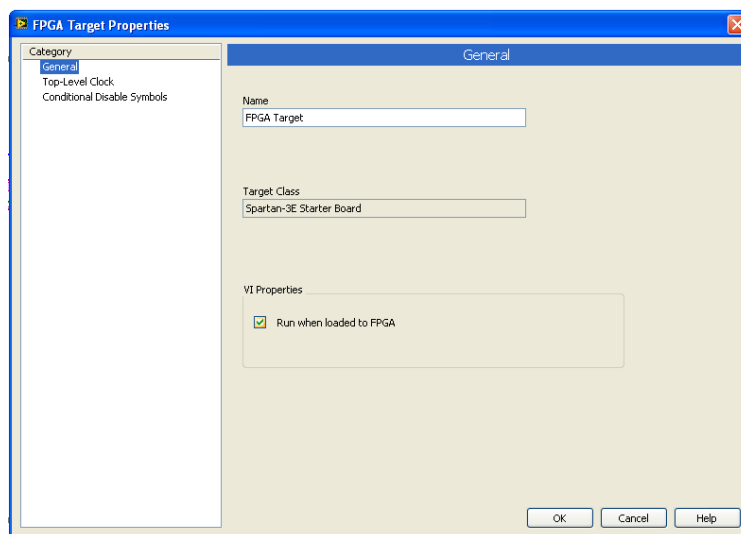 FPGA Target Properties
Category
General
Top-Level Clock
Conditional Disable Symbols
General
Name
FPGA Target
Target Class
Spartan-3E Starter Board
VI Properties
Run when loaded to FPGA
OK
Cancel
Help